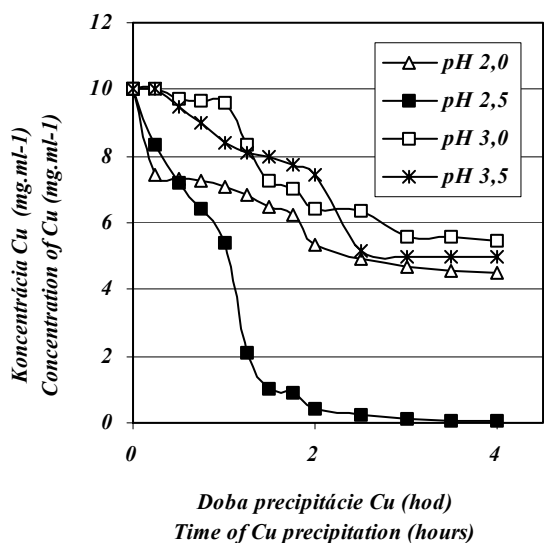 Koncentrácia Cu (mg.ml-1)
Concentration of Cu (mg.ml-1)
12
10
8
6
4
2
0
pH 2,0
pH 2,5
pH 3,0
pH 3,5
0
2
4
Doba precipitácie Cu (hod)
Time of Cu precipitation (hours)